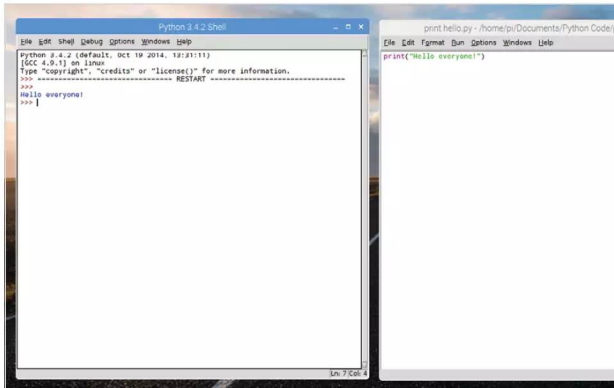 Python 3.4.2 Shell
File Edit Shell Debug Options Windows Help
Python 3.4.2 (default, Oct 19 2014, 13:31:11)
[GCC 4.9.1] on linux
Type "copyright", "credits" or "license()" for more information.
>>> ================================ RESTART ================================
>>>
Hello everyone!
>>>
Ln: 7 Col: 4
print hello.py - /home/pi/Documents/Python Code/
File Edit Format Run Options Windows Help
print("Hello everyone!")